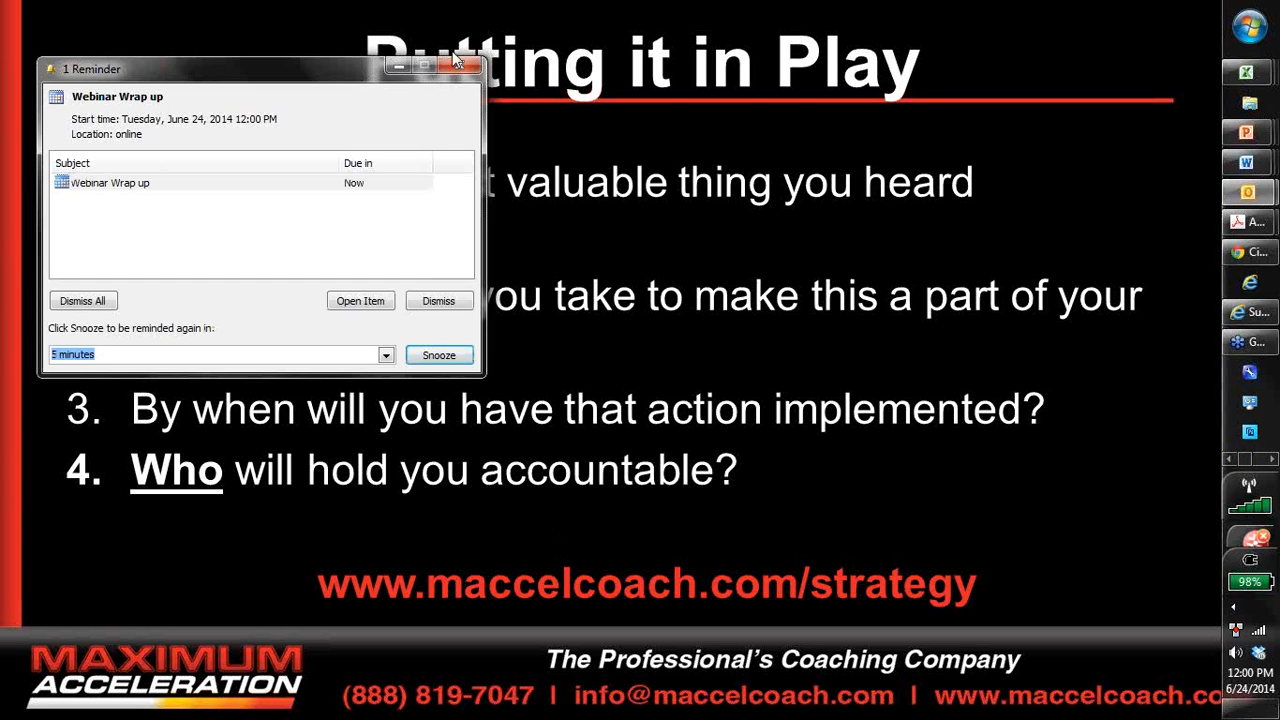 Putting it in Play
1 Reminder
Webinar Wrap up
Start time: Tuesday, June 24, 2014 12:00 PM
Location: online
Subject Due in
Webinar Wrap up Now
Dismiss All Open Item Dismiss
Click Snooze to be reminded again in:
5 minutes Snooze
valuable thing you heard
you take to make this a part of your
3. By when will you have that action implemented?
4. Who will hold you accountable?
www.maccelcoach.com/strategy
MAXIMUM
ACCELERATION
The Professional's Coaching Company
(888) 819-7047 | info@maccelcoach.com | www.maccelcoach.co
A...
Ci...
Su...
G...
98%
12:00 PM
6/24/2014